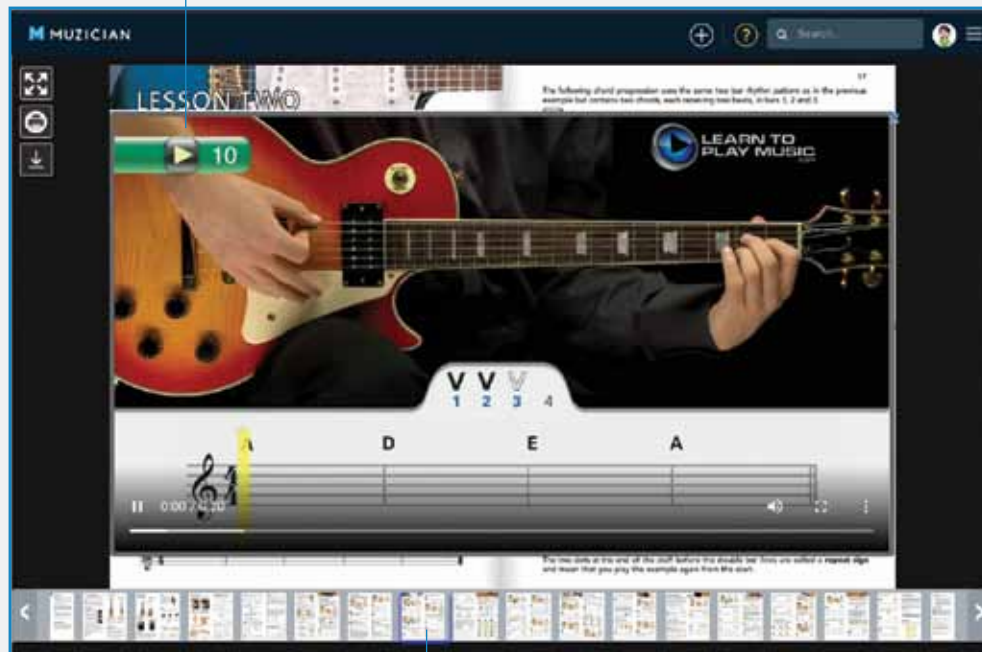 MUZICIAN
Search...
LESSON TWO
17
The following chord progression uses the same two bar rhythm pattern as in the previous
example but contains two chords, each receiving two beats, in bars 1, 2 and 3.
10
LEARN TO
PLAY MUSIC
.com
V V V
1 2 3 4
A D E A
0:00 / 0:20
The two dots at the end of the staff before the double bar lines are called a repeat sign
and mean that you play the example again from the start.